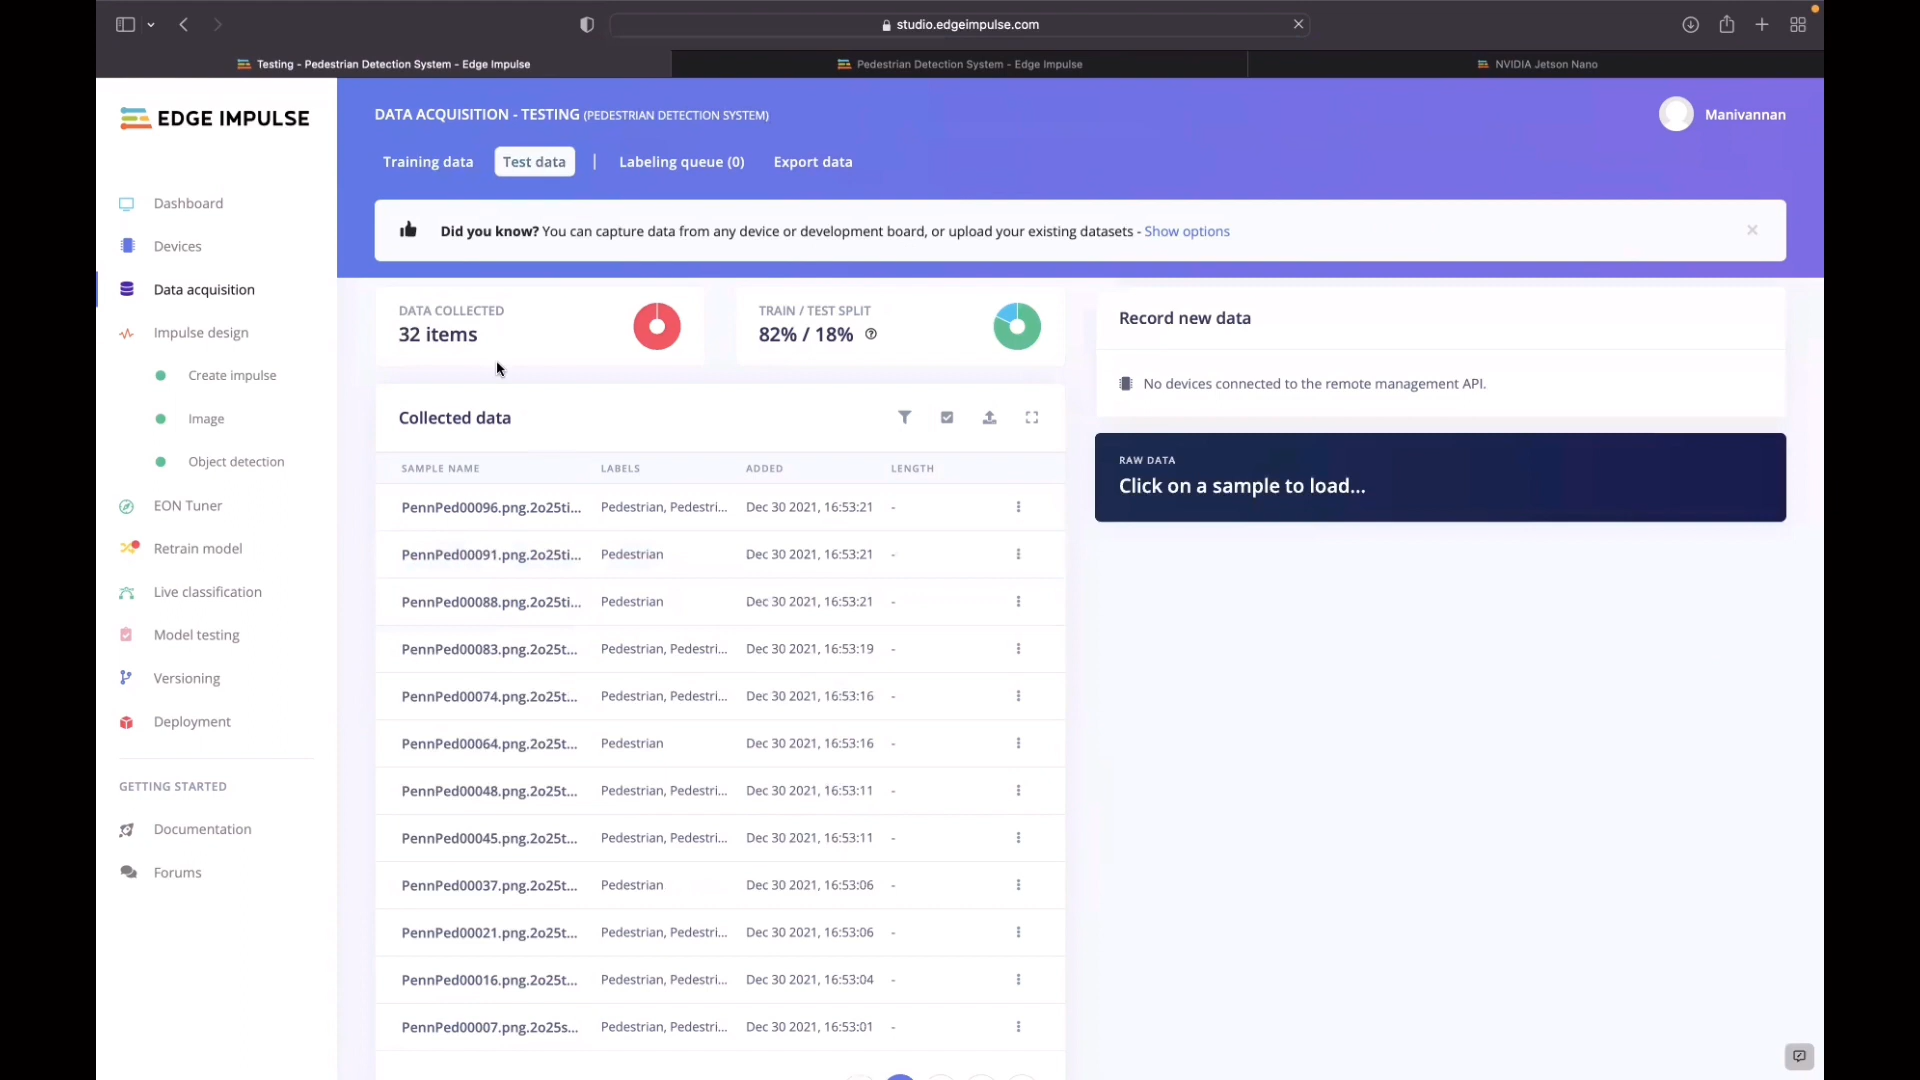 studio.edgeimpulse.com
Testing - Pedestrian Detection System - Edge Impulse
Pedestrian Detection System - Edge Impulse
NVIDIA Jetson Nano
EDGE IMPULSE
Dashboard
Devices
Data acquisition
Impulse design
Create impulse
Image
Object detection
EON Tuner
Retrain model
Live classification
Model testing
Versioning
Deployment
GETTING STARTED
Documentation
Forums
DATA ACQUISITION - TESTING (PEDESTRIAN DETECTION SYSTEM)
Manivannan
Training data Test data | Labeling queue (0) Export data
Did you know? You can capture data from any device or development board, or upload your existing datasets - Show options
DATA COLLECTED
32 items
TRAIN / TEST SPLIT
82% / 18%
Collected data
SAMPLE NAME LABELS ADDED LENGTH
PennPed00096.png.2o25ti... Pedestrian, Pedestri... Dec 30 2021, 16:53:21 -
PennPed00091.png.2o25ti... Pedestrian Dec 30 2021, 16:53:21 -
PennPed00088.png.2o25ti... Pedestrian Dec 30 2021, 16:53:21 -
PennPed00083.png.2o25t... Pedestrian, Pedestri... Dec 30 2021, 16:53:19 -
PennPed00074.png.2o25t... Pedestrian, Pedestri... Dec 30 2021, 16:53:16 -
PennPed00064.png.2o25t... Pedestrian Dec 30 2021, 16:53:16 -
PennPed00048.png.2o25t... Pedestrian, Pedestri... Dec 30 2021, 16:53:11 -
PennPed00045.png.2o25t... Pedestrian, Pedestri... Dec 30 2021, 16:53:11 -
PennPed00037.png.2o25t... Pedestrian Dec 30 2021, 16:53:06 -
PennPed00021.png.2o25t... Pedestrian, Pedestri... Dec 30 2021, 16:53:06 -
PennPed00016.png.2o25t... Pedestrian, Pedestri... Dec 30 2021, 16:53:04 -
PennPed00007.png.2o25s... Pedestrian, Pedestri... Dec 30 2021, 16:53:01 -
Record new data
No devices connected to the remote management API.
RAW DATA
Click on a sample to load...